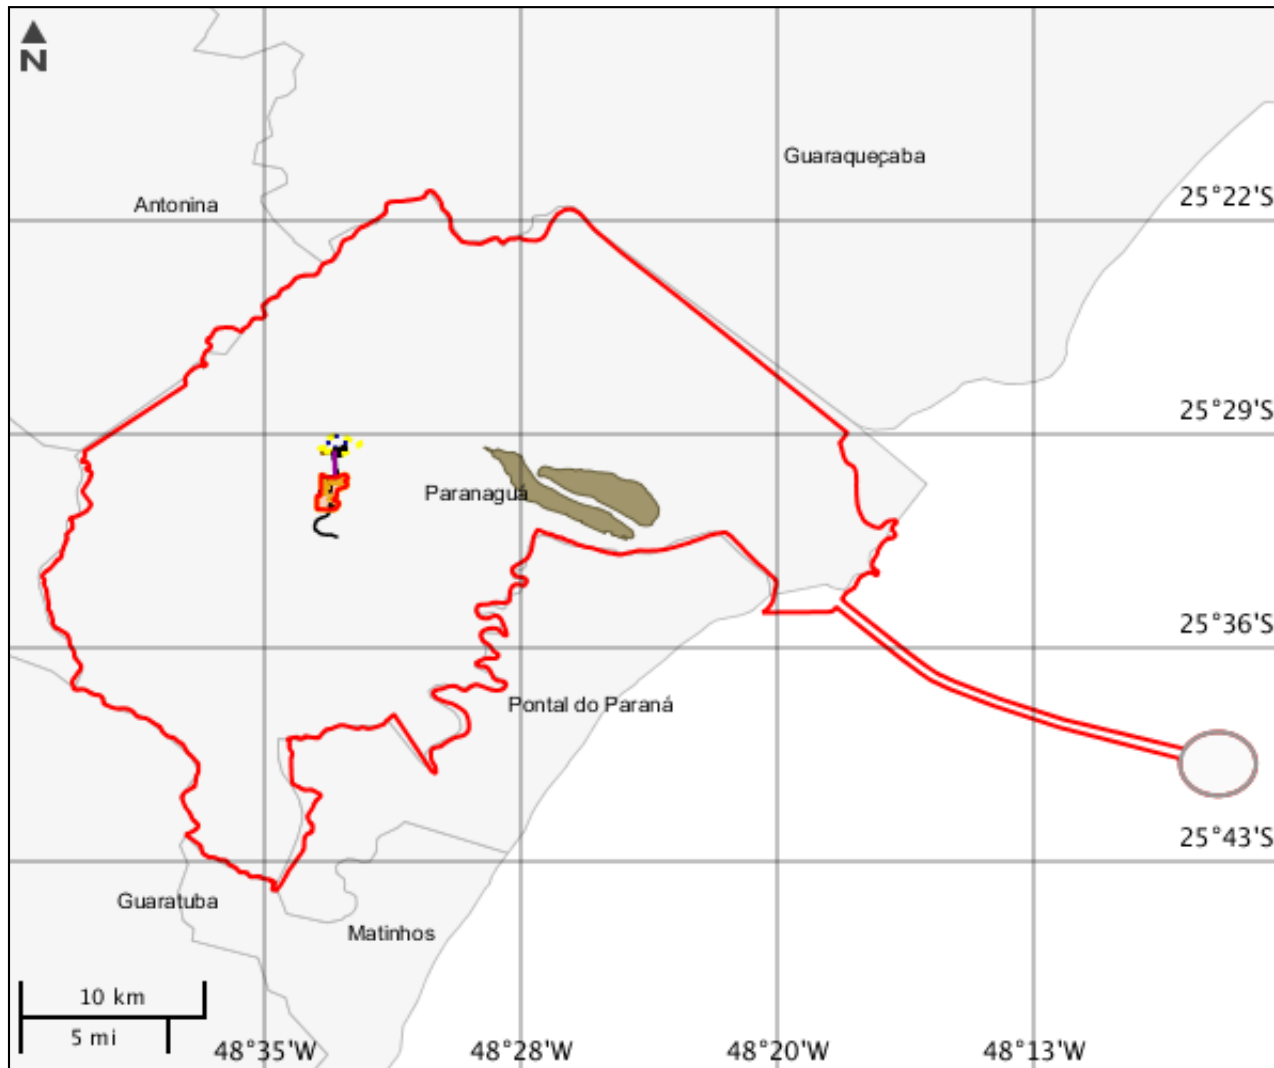 N
Guaraqueçaba
25°22'S
Antonina
25°29'S
Paranaguá
25°36'S
Pontal do Paraná
25°43'S
Guaratuba
Matinhos
10 km
5 mi
48°35'W
48°28'W
48°20'W
48°13'W